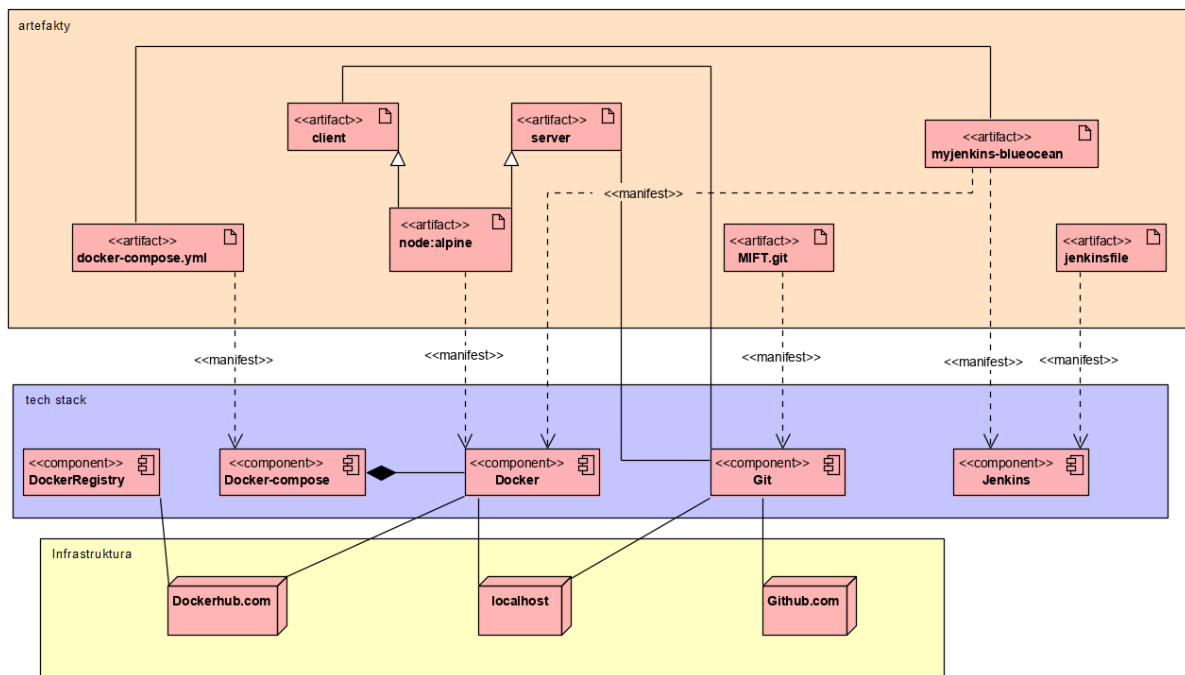 artefakty
<<artifact>>
client
<<artifact>>
server
<<artifact>>
myjenkins-blueocean
<<manifest>>
<<artifact>>
docker-compose.yml
<<artifact>>
node:alpine
<<artifact>>
MIFT.git
<<artifact>>
jenkinsfile
<<manifest>>
<<manifest>>
<<manifest>>
<<manifest>>
<<manifest>>
tech stack
<<component>>
DockerRegistry
<<component>>
Docker-compose
<<component>>
Docker
<<component>>
Git
<<component>>
Jenkins
Infrastruktura
Dockerhub.com
localhost
Github.com